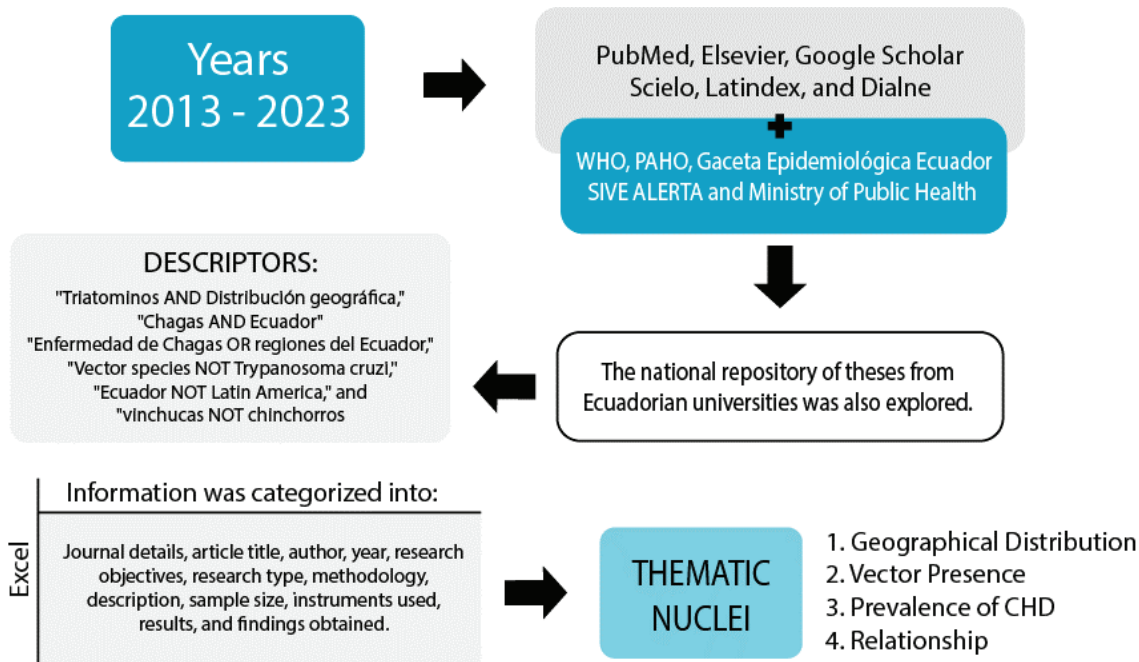 Years
2013 - 2023
PubMed, Elsevier, Google Scholar
Scielo, Latindex, and Dialne
WHO, PAHO, Gaceta Epidemiológica Ecuador
SIVE ALERTA and Ministry of Public Health
The national repository of theses from
Ecuadorian universities was also explored.
DESCRIPTORS:
"Triatominos AND Distribución geográfica,"
"Chagas AND Ecuador"
"Enfermedad de Chagas OR regiones del Ecuador,"
"Vector species NOT Trypanosoma cruzi,"
"Ecuador NOT Latin America," and
"vinchucas NOT chinchorros
Excel
Information was categorized into:
Journal details, article title, author, year, research
objectives, research type, methodology,
description, sample size, instruments used,
results, and findings obtained.
THEMATIC
NUCLEI
1. Geographical Distribution
2. Vector Presence
3. Prevalence of CHD
4. Relationship